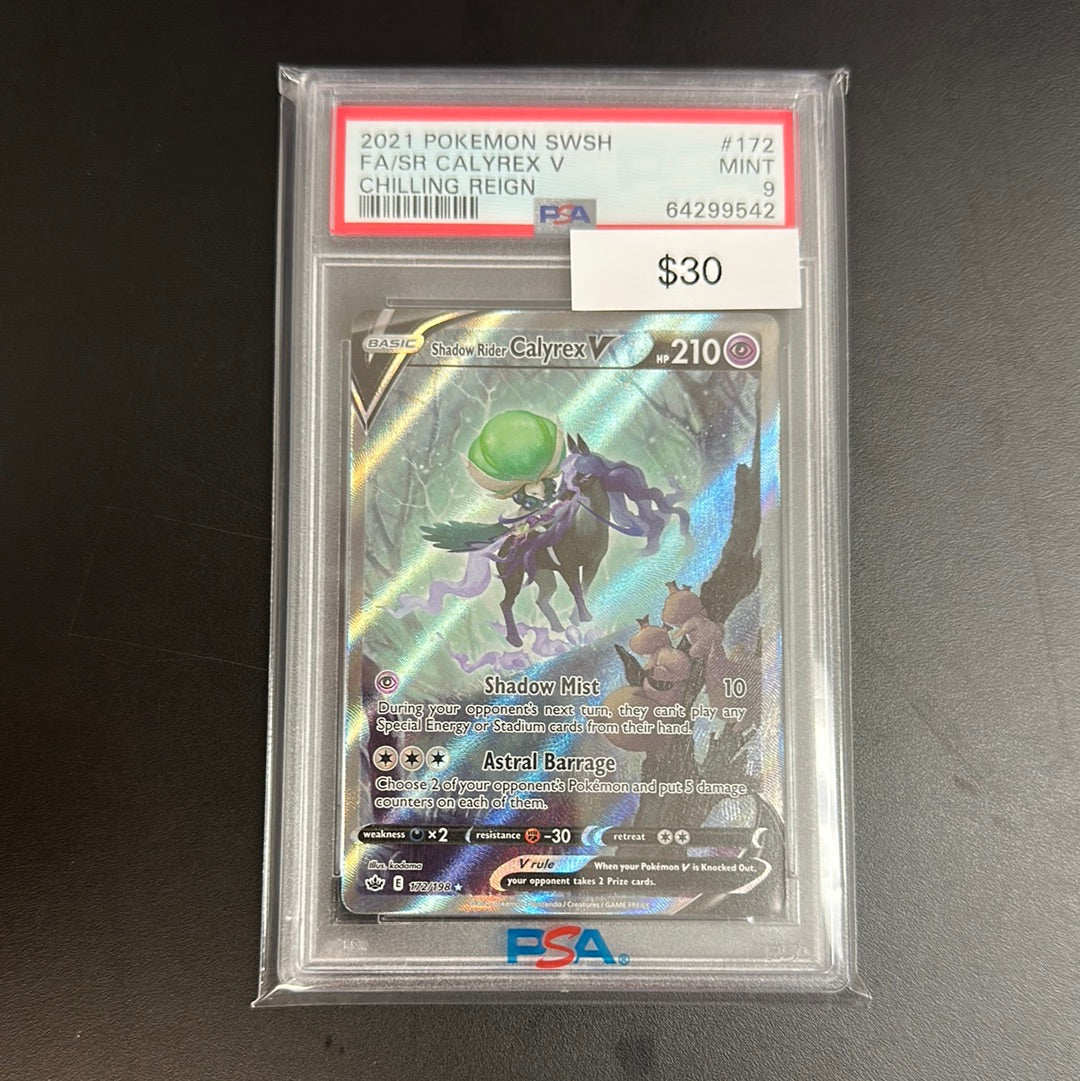 2021 POKEMON SWSH #172
FA/SR CALYREX V MINT
CHILLING REIGN 9
64299542
PSA
$30
BASIC Shadow Rider Calyrex V HP 210
Shadow Mist 10
During your opponent's next turn, they can't play any
Special Energy or Stadium cards from their hand.
Astral Barrage
Choose 2 of your opponent's Pokémon and put 5 damage
counters on each of them.
weakness ×2 resistance -30 retreat
Illus. kodama
V rule When your Pokémon V is Knocked Out,
your opponent takes 2 Prize cards.
E 172/198
Nintendo / Creatures / GAME FREAK
PSA®